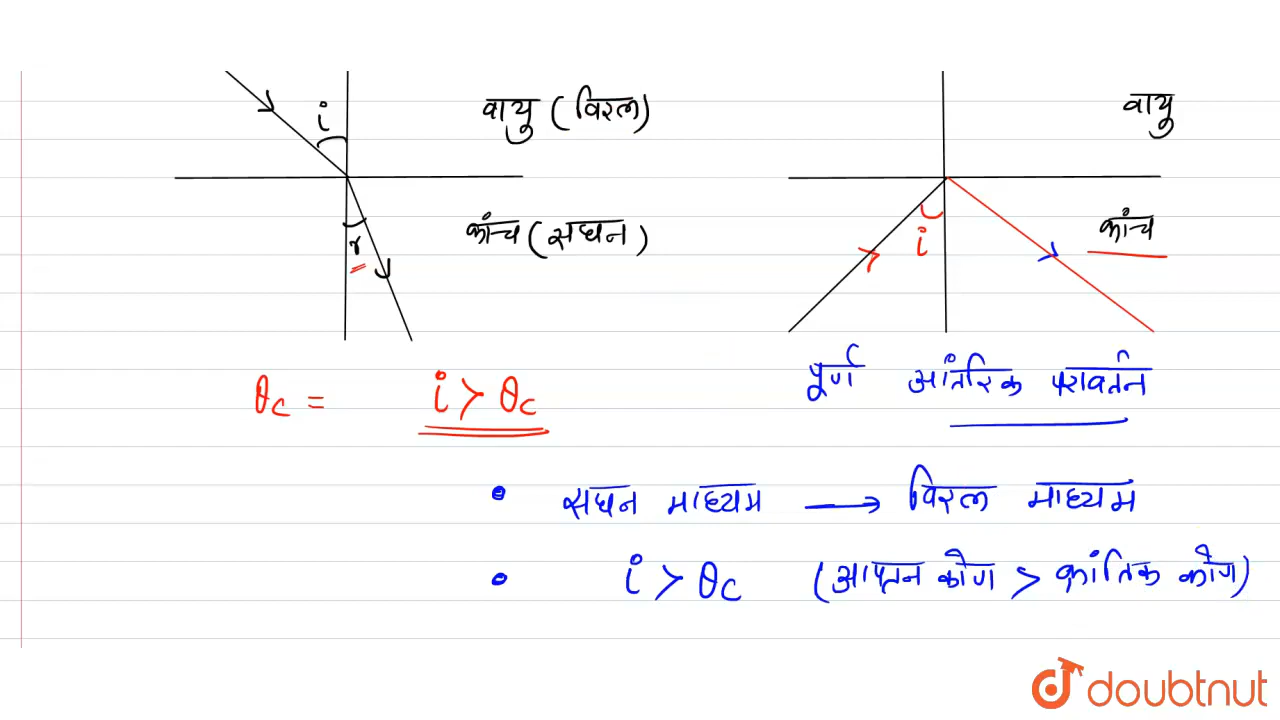 i वायु (विरल) वायु
r कांच (सघन) i कांच
θc = i > θc पूर्ण आंतरिक परावर्तन
• सघन माध्यम → विरल माध्यम
• i > θc (आपतन कोण > क्रांतिक कोण)
doubtnut